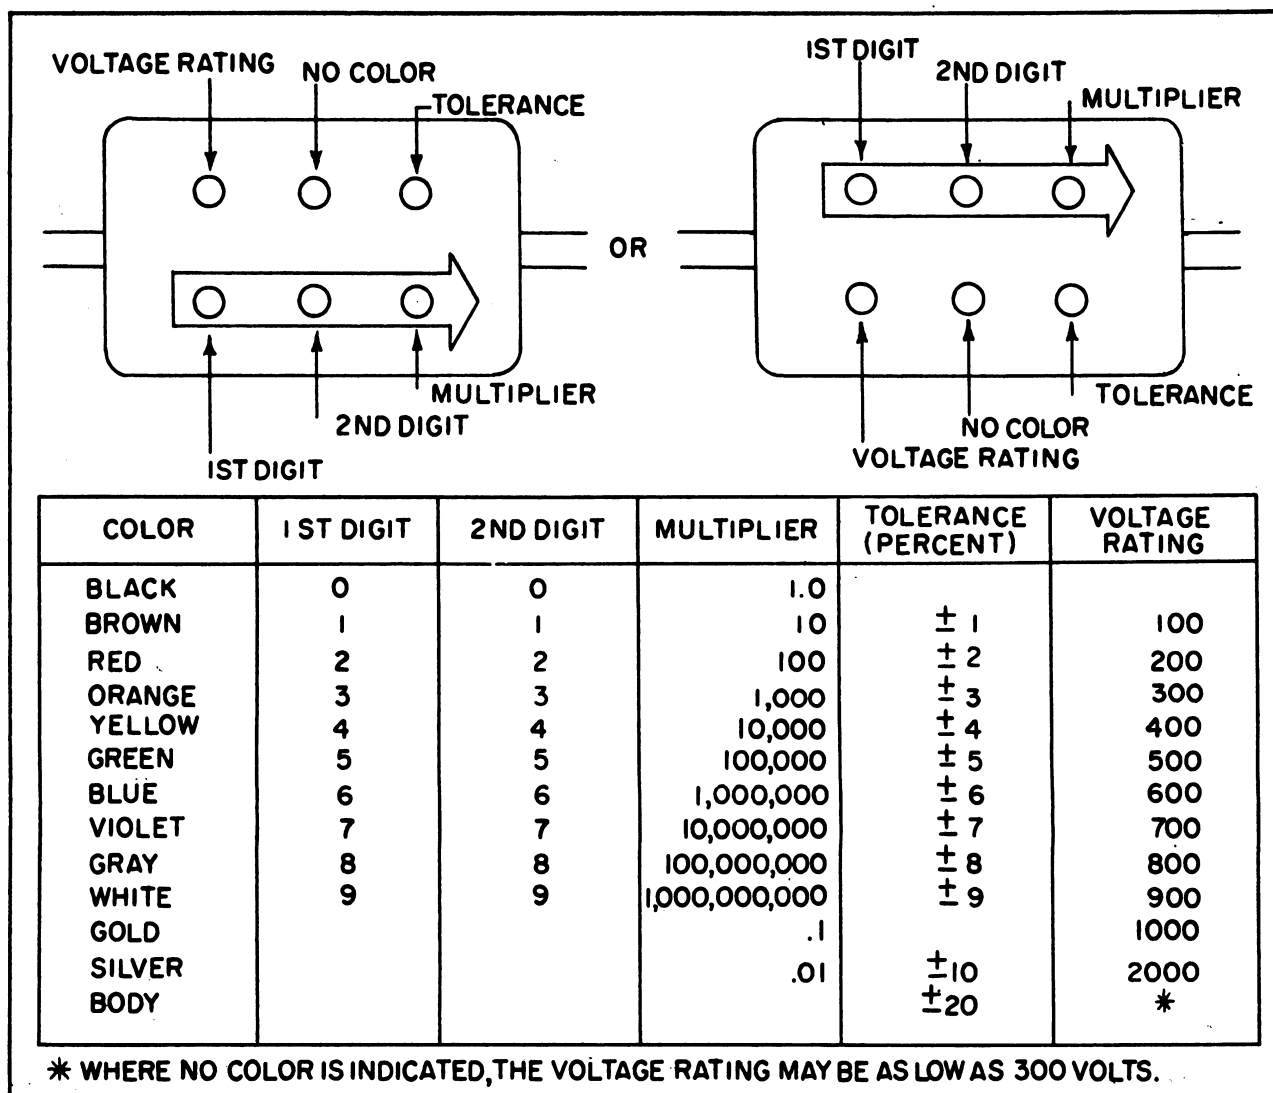 VOLTAGE RATING
NO COLOR
TOLERANCE
MULTIPLIER
2ND DIGIT
1ST DIGIT
OR
1ST DIGIT
2ND DIGIT
MULTIPLIER
TOLERANCE
NO COLOR
VOLTAGE RATING
COLOR 1ST DIGIT 2ND DIGIT MULTIPLIER TOLERANCE (PERCENT) VOLTAGE RATING
BLACK 0 0 1.0
BROWN 1 1 10 ±1 100
RED 2 2 100 ±2 200
ORANGE 3 3 1,000 ±3 300
YELLOW 4 4 10,000 ±4 400
GREEN 5 5 100,000 ±5 500
BLUE 6 6 1,000,000 ±6 600
VIOLET 7 7 10,000,000 ±7 700
GRAY 8 8 100,000,000 ±8 800
WHITE 9 9 1,000,000,000 ±9 900
GOLD .1 1000
SILVER .01 ±10 2000
BODY ±20 *
* WHERE NO COLOR IS INDICATED, THE VOLTAGE RATING MAY BE AS LOW AS 300 VOLTS.